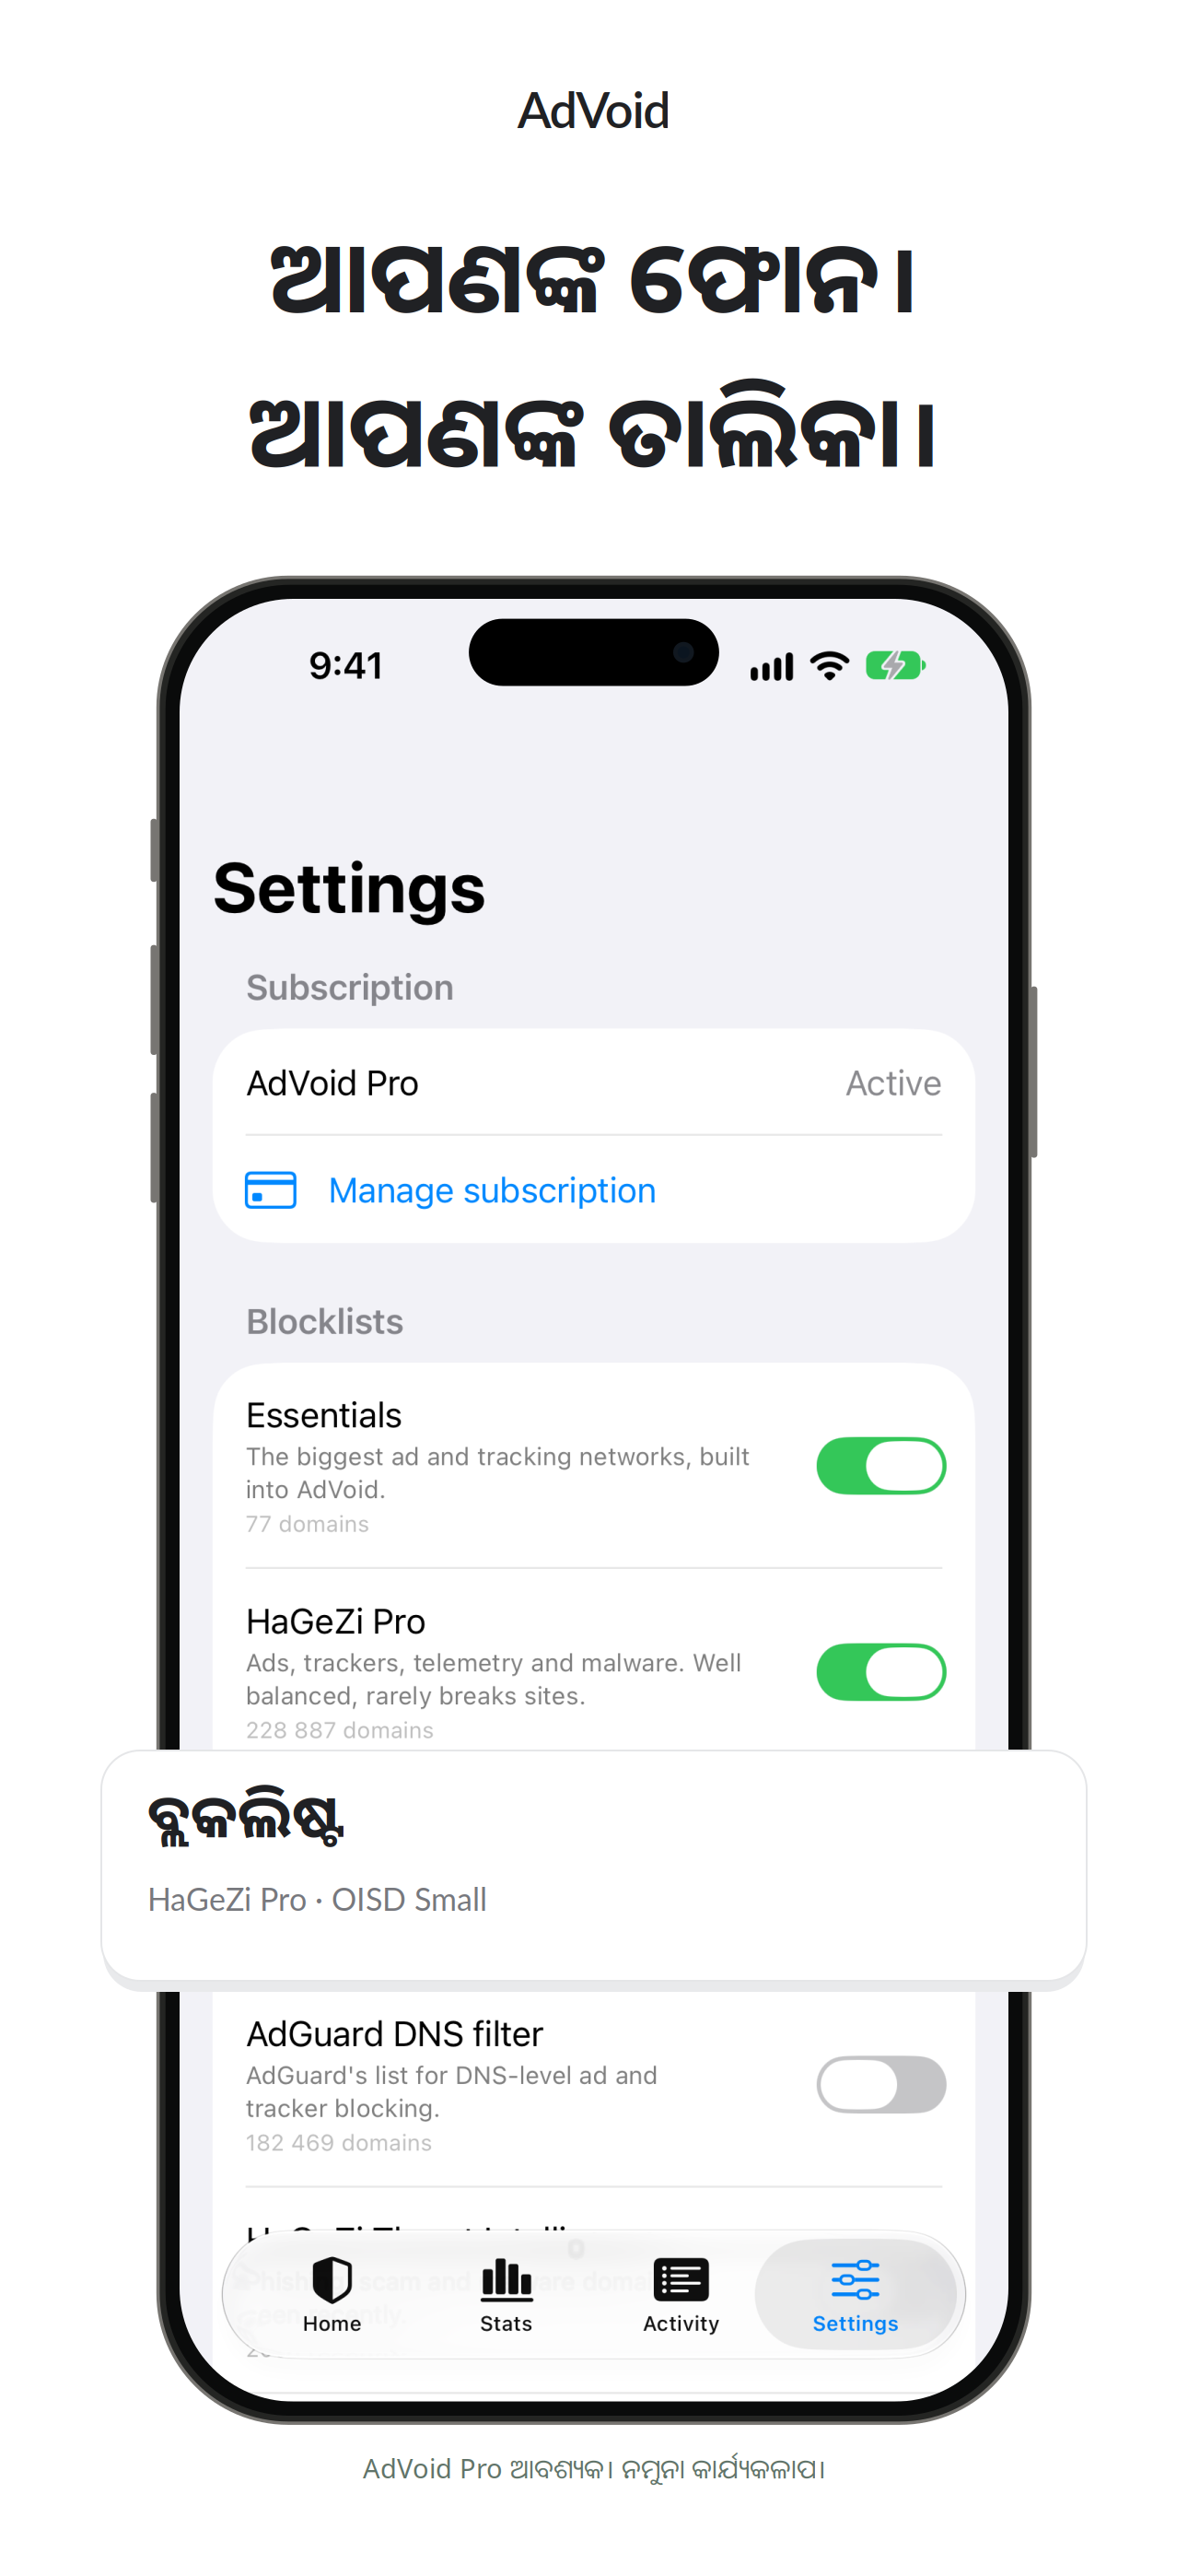 AdVoid
ଆପଣଙ୍କ ଫୋନ।
ଆପଣଙ୍କ ତାଲିକା।
9:41
Settings
Subscription
AdVoid Pro Active
Manage subscription
Blocklists
Essentials
The biggest ad and tracking networks, built
into AdVoid.
77 domains
HaGeZi Pro
Ads, trackers, telemetry and malware. Well
balanced, rarely breaks sites.
228 887 domains
ବ୍ଲକଲିଷ୍ଟ
HaGeZi Pro · OISD Small
AdGuard DNS filter
AdGuard's list for DNS-level ad and
tracker blocking.
182 469 domains
Home Stats Activity Settings
AdVoid Pro ଆବଶ୍ୟକ। ନମୁନା କାର୍ଯ୍ୟକଳାପ।